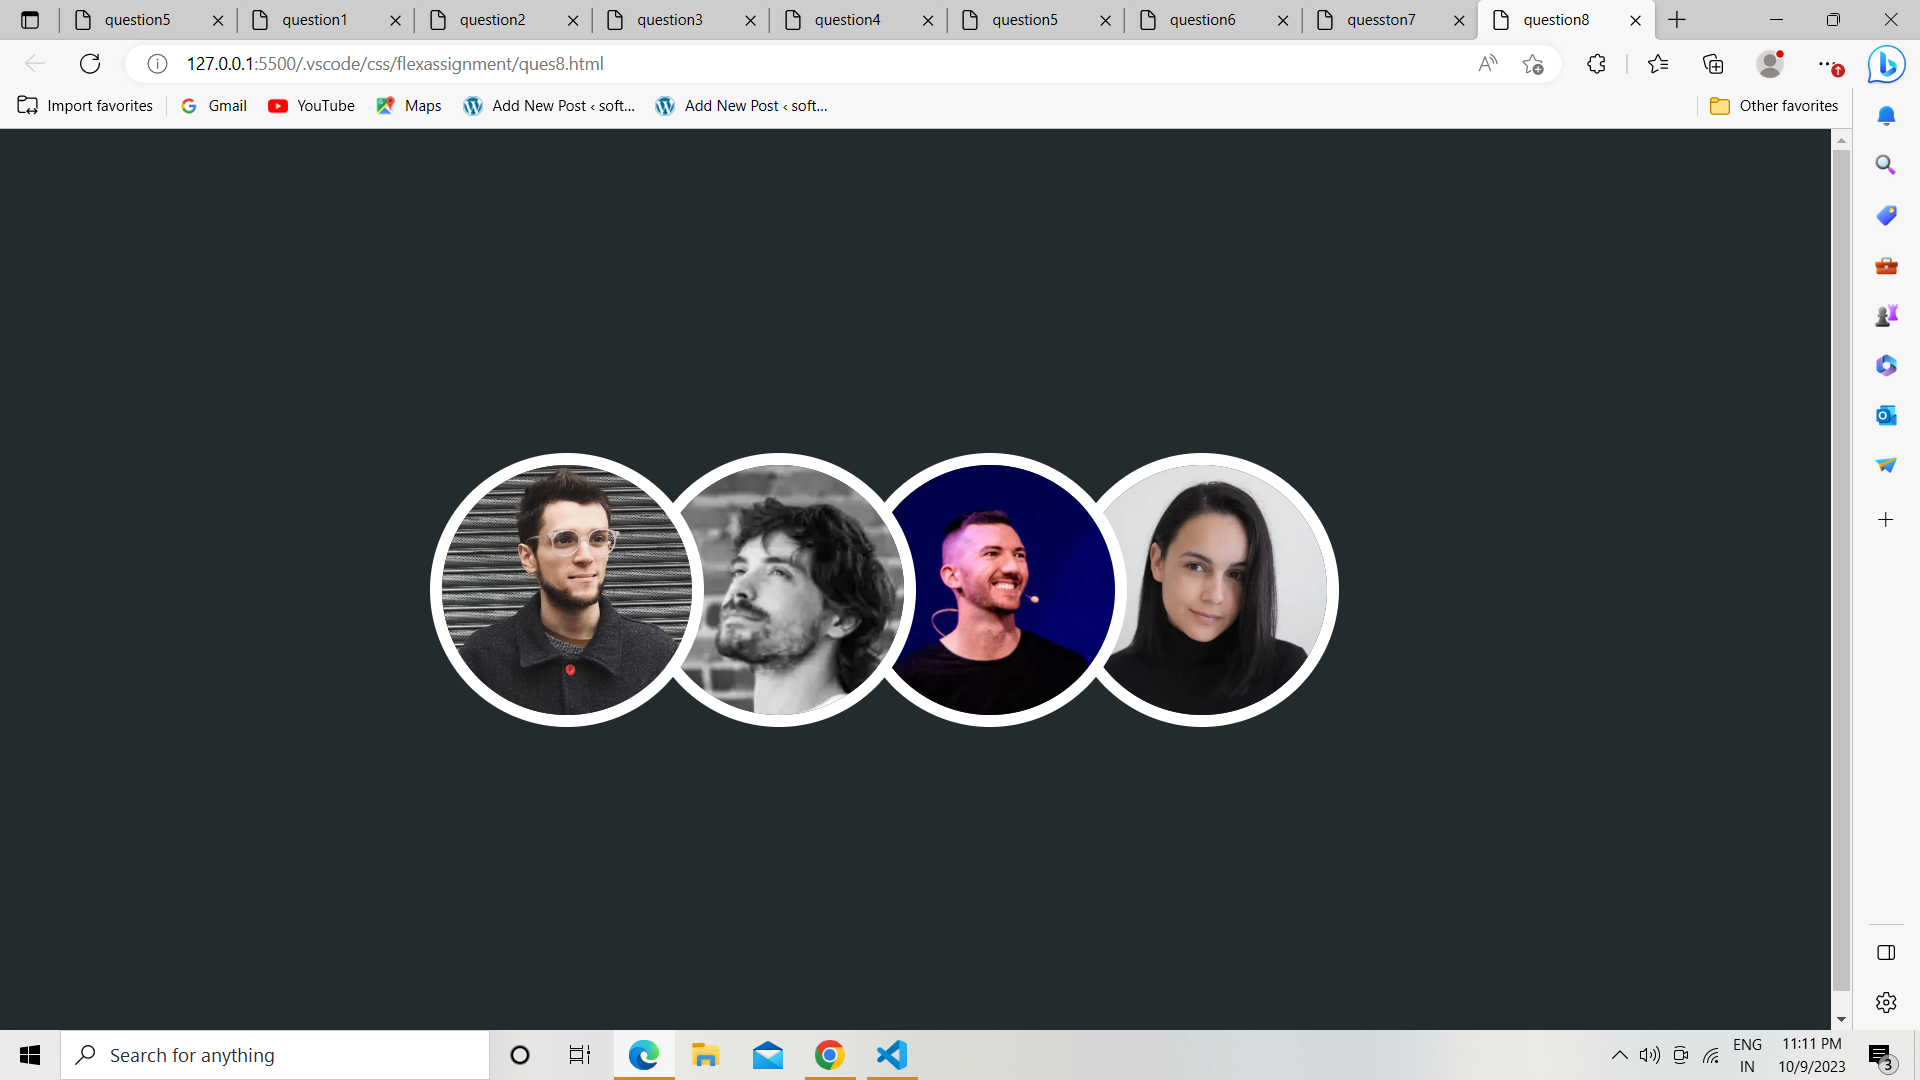 question5 question1 question2 question3 question4 question5 question6 quesston7 question8
127.0.0.1:5500/.vscode/css/flexassignment/ques8.html
Import favorites Gmail YouTube Maps Add New Post ‹ soft... Add New Post ‹ soft... Other favorites
Search for anything
ENG 11:11 PM
IN 10/9/2023 3